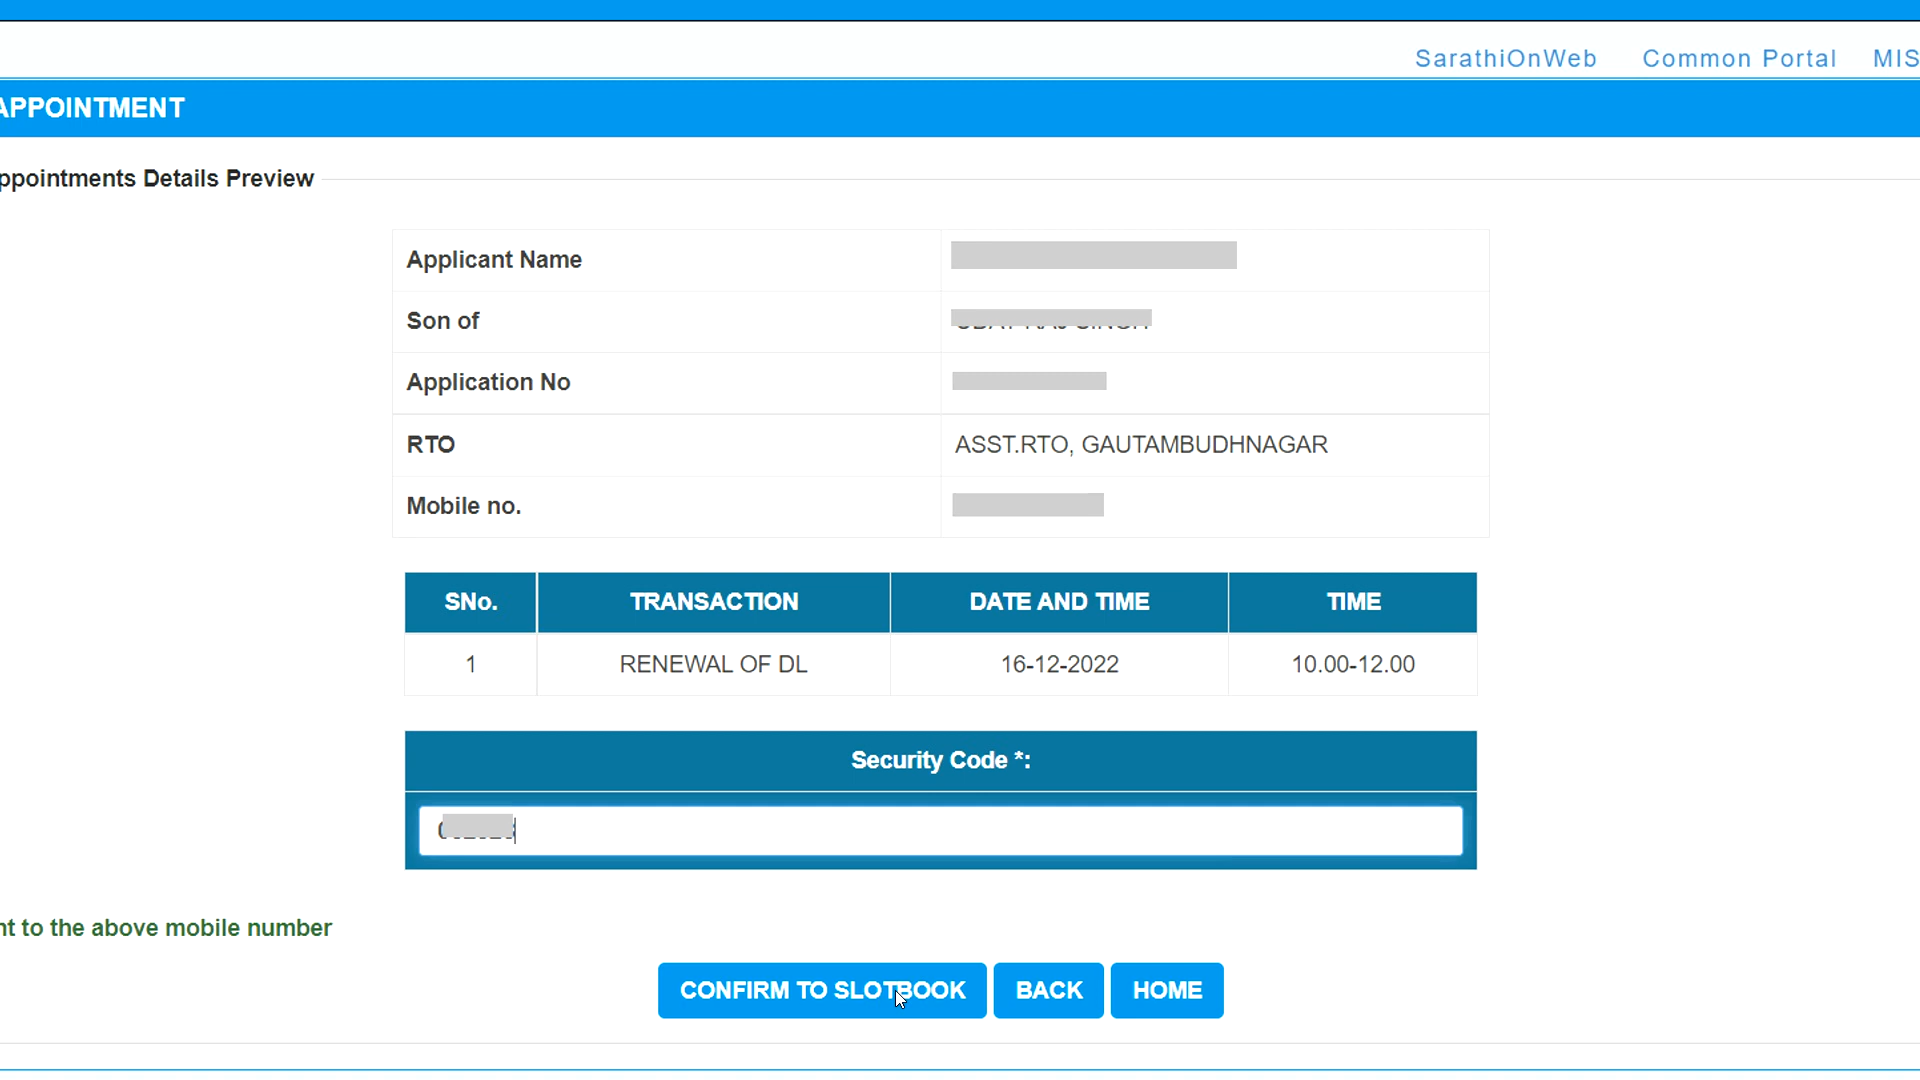 SarathiOnWeb Common Portal MIS
APPOINTMENT
ppointments Details Preview
Applicant Name
Son of
Application No
RTO ASST.RTO, GAUTAMBUDHNAGAR
Mobile no.
SNo. TRANSACTION DATE AND TIME TIME
1 RENEWAL OF DL 16-12-2022 10.00-12.00
Security Code *:
nt to the above mobile number
CONFIRM TO SLOTBOOK BACK HOME